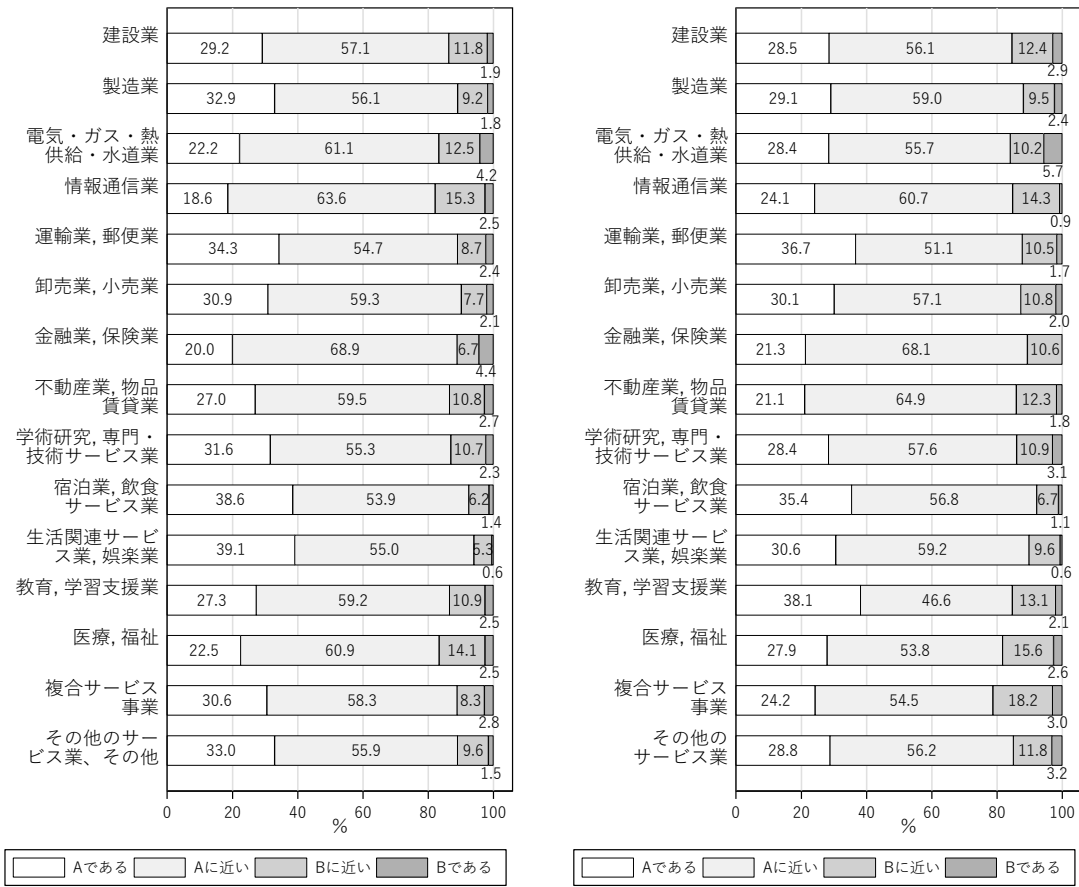 建設業
29.2 57.1 11.8
1.9
製造業
32.9 56.1 9.2
1.8
電気・ガス・熱
供給・水道業
22.2 61.1 12.5
4.2
情報通信業
18.6 63.6 15.3
2.5
運輸業, 郵便業
34.3 54.7 8.7
2.4
卸売業, 小売業
30.9 59.3 7.7
2.1
金融業, 保険業
20.0 68.9 6.7
4.4
不動産業, 物品
賃貸業
27.0 59.5 10.8
2.7
学術研究, 専門・
技術サービス業
31.6 55.3 10.7
2.3
宿泊業, 飲食
サービス業
38.6 53.9 6.2
1.4
生活関連サービ
ス業, 娯楽業
39.1 55.0 5.3
0.6
教育, 学習支援業
27.3 59.2 10.9
2.5
医療, 福祉
22.5 60.9 14.1
2.5
複合サービス
事業
30.6 58.3 8.3
2.8
その他のサー
ビス業、その他
33.0 55.9 9.6
1.5
0 20 40 60 80 100
%
Aである Aに近い Bに近い Bである
建設業
28.5 56.1 12.4
2.9
製造業
29.1 59.0 9.5
2.4
電気・ガス・熱
供給・水道業
28.4 55.7 10.2
5.7
情報通信業
24.1 60.7 14.3
0.9
運輸業, 郵便業
36.7 51.1 10.5
1.7
卸売業, 小売業
30.1 57.1 10.8
2.0
金融業, 保険業
21.3 68.1 10.6
不動産業, 物品
賃貸業
21.1 64.9 12.3
1.8
学術研究, 専門・
技術サービス業
28.4 57.6 10.9
3.1
宿泊業, 飲食
サービス業
35.4 56.8 6.7
1.1
生活関連サービ
ス業, 娯楽業
30.6 59.2 9.6
0.6
教育, 学習支援業
38.1 46.6 13.1
2.1
医療, 福祉
27.9 53.8 15.6
2.6
複合サービス
事業
24.2 54.5 18.2
3.0
その他の
サービス業
28.8 56.2 11.8
3.2
0 20 40 60 80 100
%
Aである Aに近い Bに近い Bである